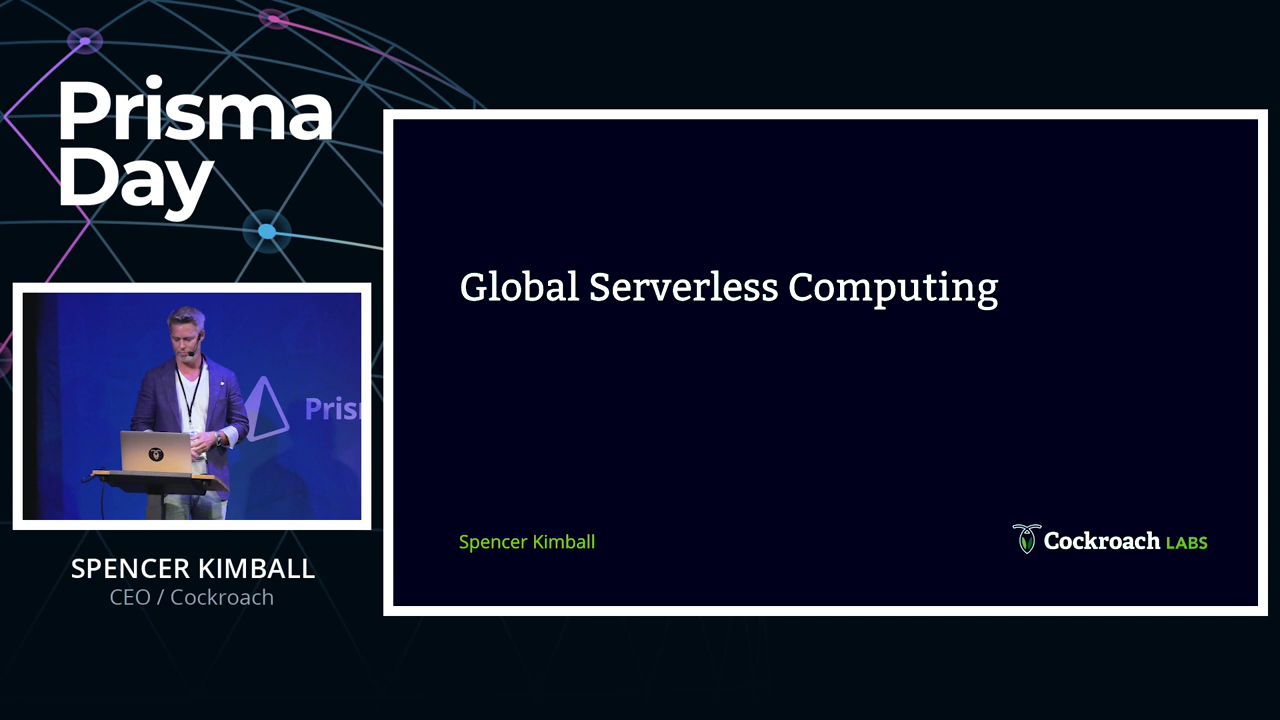 Prisma
Day
Global Serverless Computing
Spencer Kimball
Cockroach LABS
SPENCER KIMBALL
CEO / Cockroach